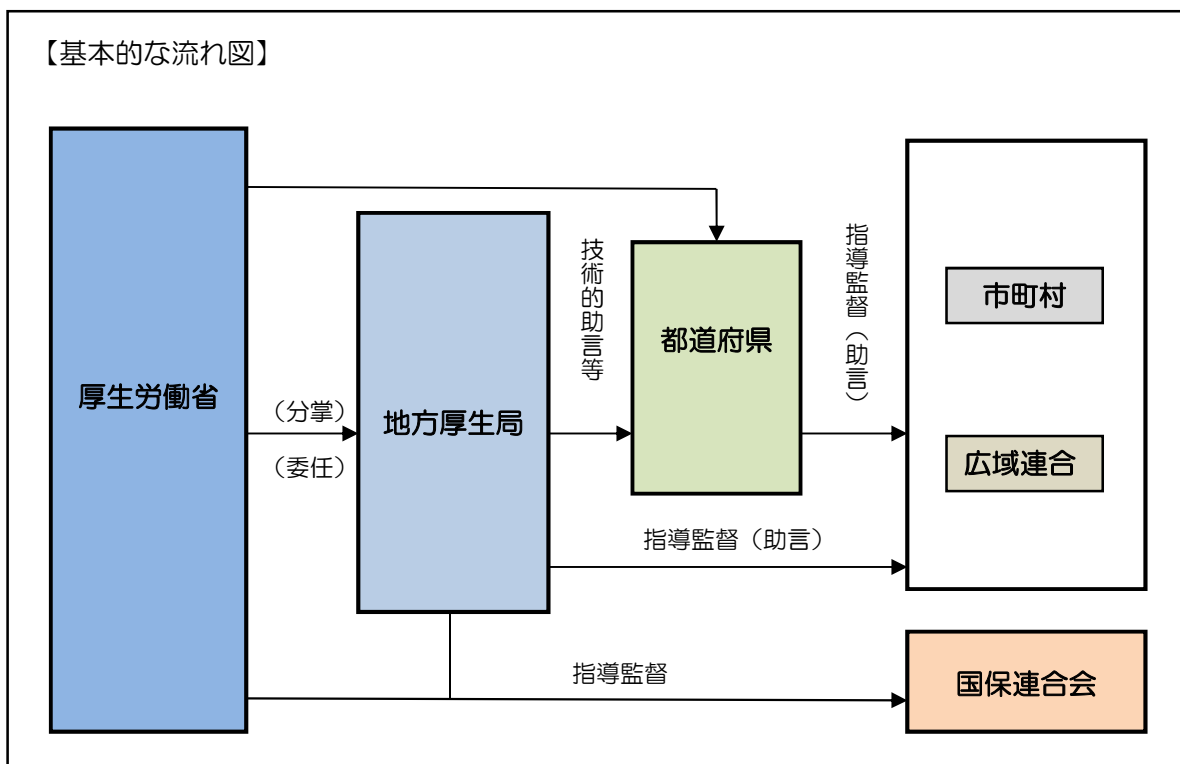 【基本的な流れ図】
厚生労働省
（分掌）
（委任）
地方厚生局
技術的助言等
都道府県
指導監督（助言）
市町村
広域連合
指導監督（助言）
指導監督
国保連合会